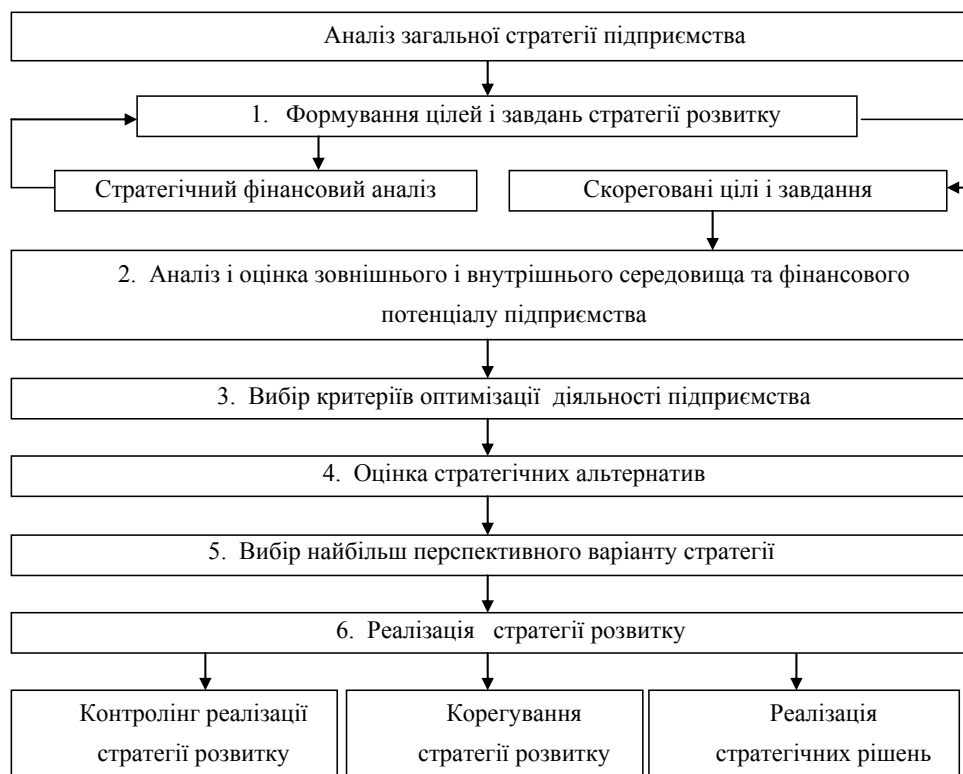 Аналіз загальної стратегії підприємства
1. Формування цілей і завдань стратегії розвитку
Стратегічний фінансовий аналіз
Скореговані цілі і завдання
2. Аналіз і оцінка зовнішнього і внутрішнього середовища та фінансового
потенціалу підприємства
3. Вибір критеріїв оптимізації діяльності підприємства
4. Оцінка стратегічних альтернатив
5. Вибір найбільш перспективного варіанту стратегії
6. Реалізація стратегії розвитку
Контролінг реалізації
стратегії розвитку
Корегування
стратегії розвитку
Реалізація
стратегічних рішень